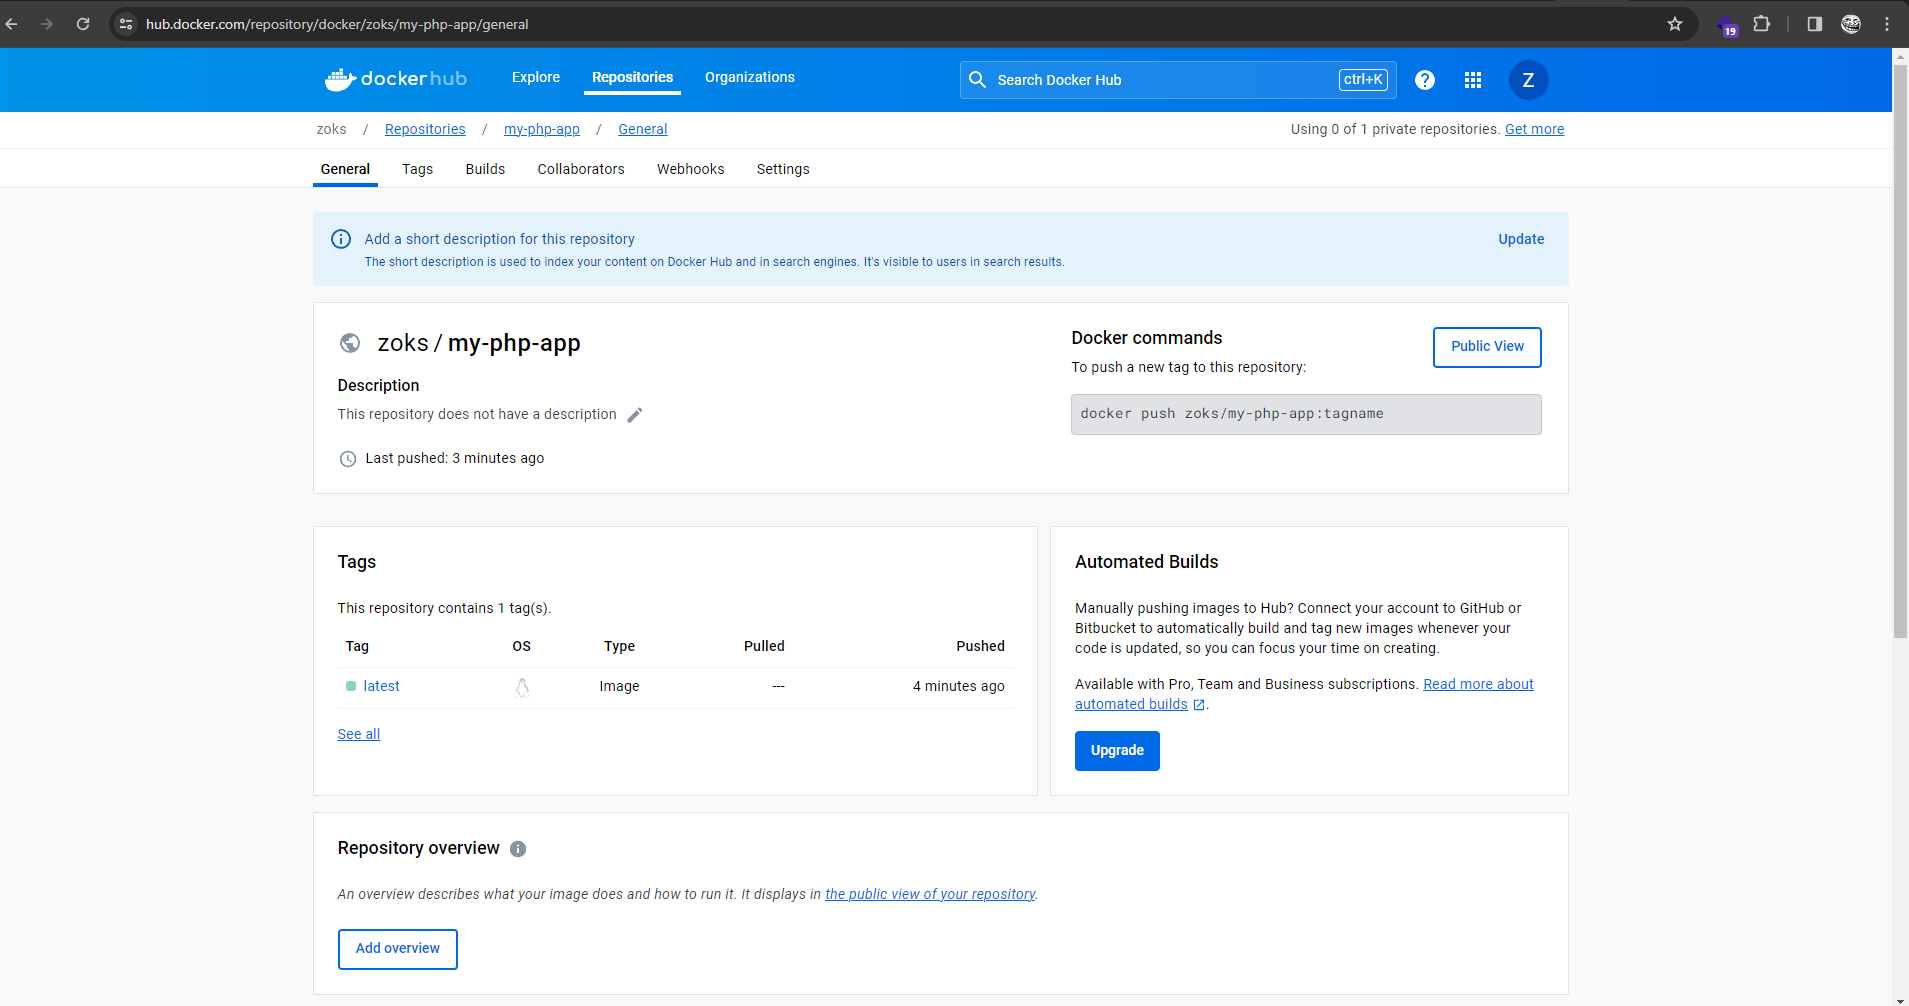 hub.docker.com/repository/docker/zoks/my-php-app/general
19
dockerhub Explore Repositories Organizations Search Docker Hub ctrl+K ? Z
zoks / Repositories / my-php-app / General Using 0 of 1 private repositories. Get more
General Tags Builds Collaborators Webhooks Settings
Add a short description for this repository Update
The short description is used to index your content on Docker Hub and in search engines. It's visible to users in search results.
zoks / my-php-app
Description
This repository does not have a description
Last pushed: 3 minutes ago
Docker commands
Public View
To push a new tag to this repository:
docker push zoks/my-php-app:tagname
Tags
This repository contains 1 tag(s).
Tag OS Type Pulled Pushed
latest Image --- 4 minutes ago
See all
Automated Builds
Manually pushing images to Hub? Connect your account to GitHub or
Bitbucket to automatically build and tag new images whenever your
code is updated, so you can focus your time on creating.
Available with Pro, Team and Business subscriptions. Read more about
automated builds .
Upgrade
Repository overview
An overview describes what your image does and how to run it. It displays in the public view of your repository.
Add overview